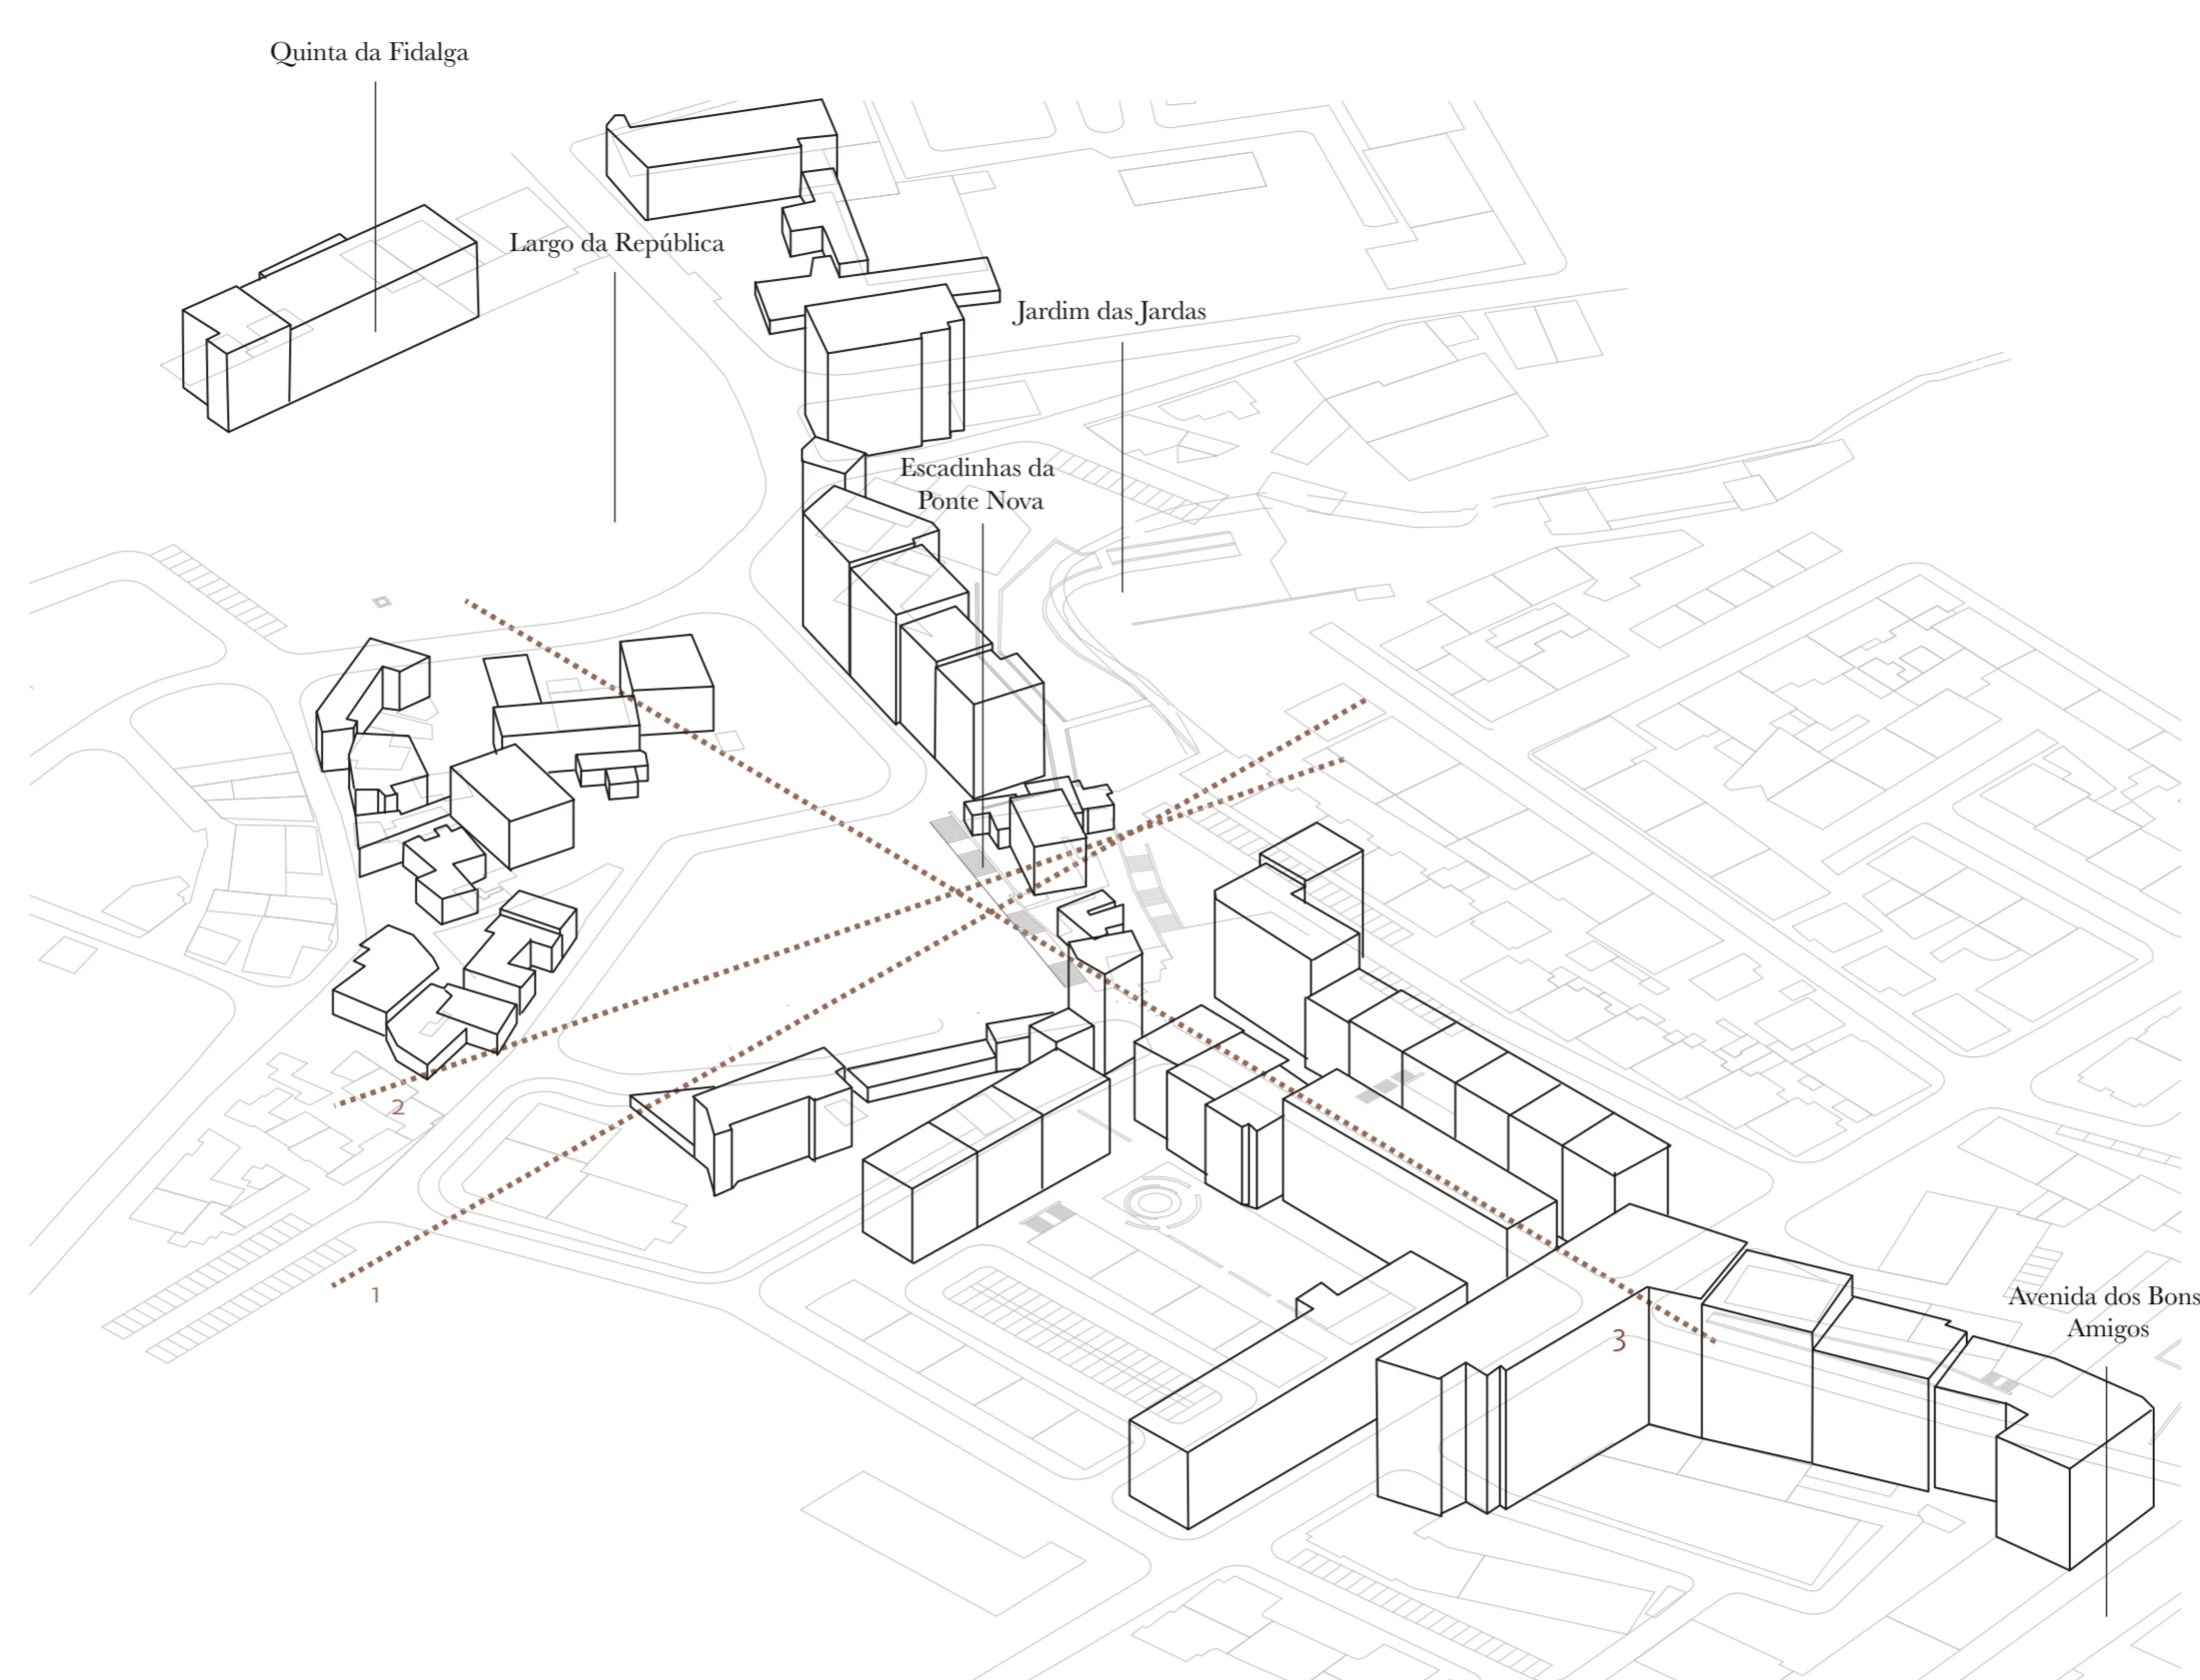 Quinta da Fidalga
Largo da República
Jardim das Jardas
Escadinhas da
Ponte Nova
2
1
Avenida dos Bons
Amigos
3